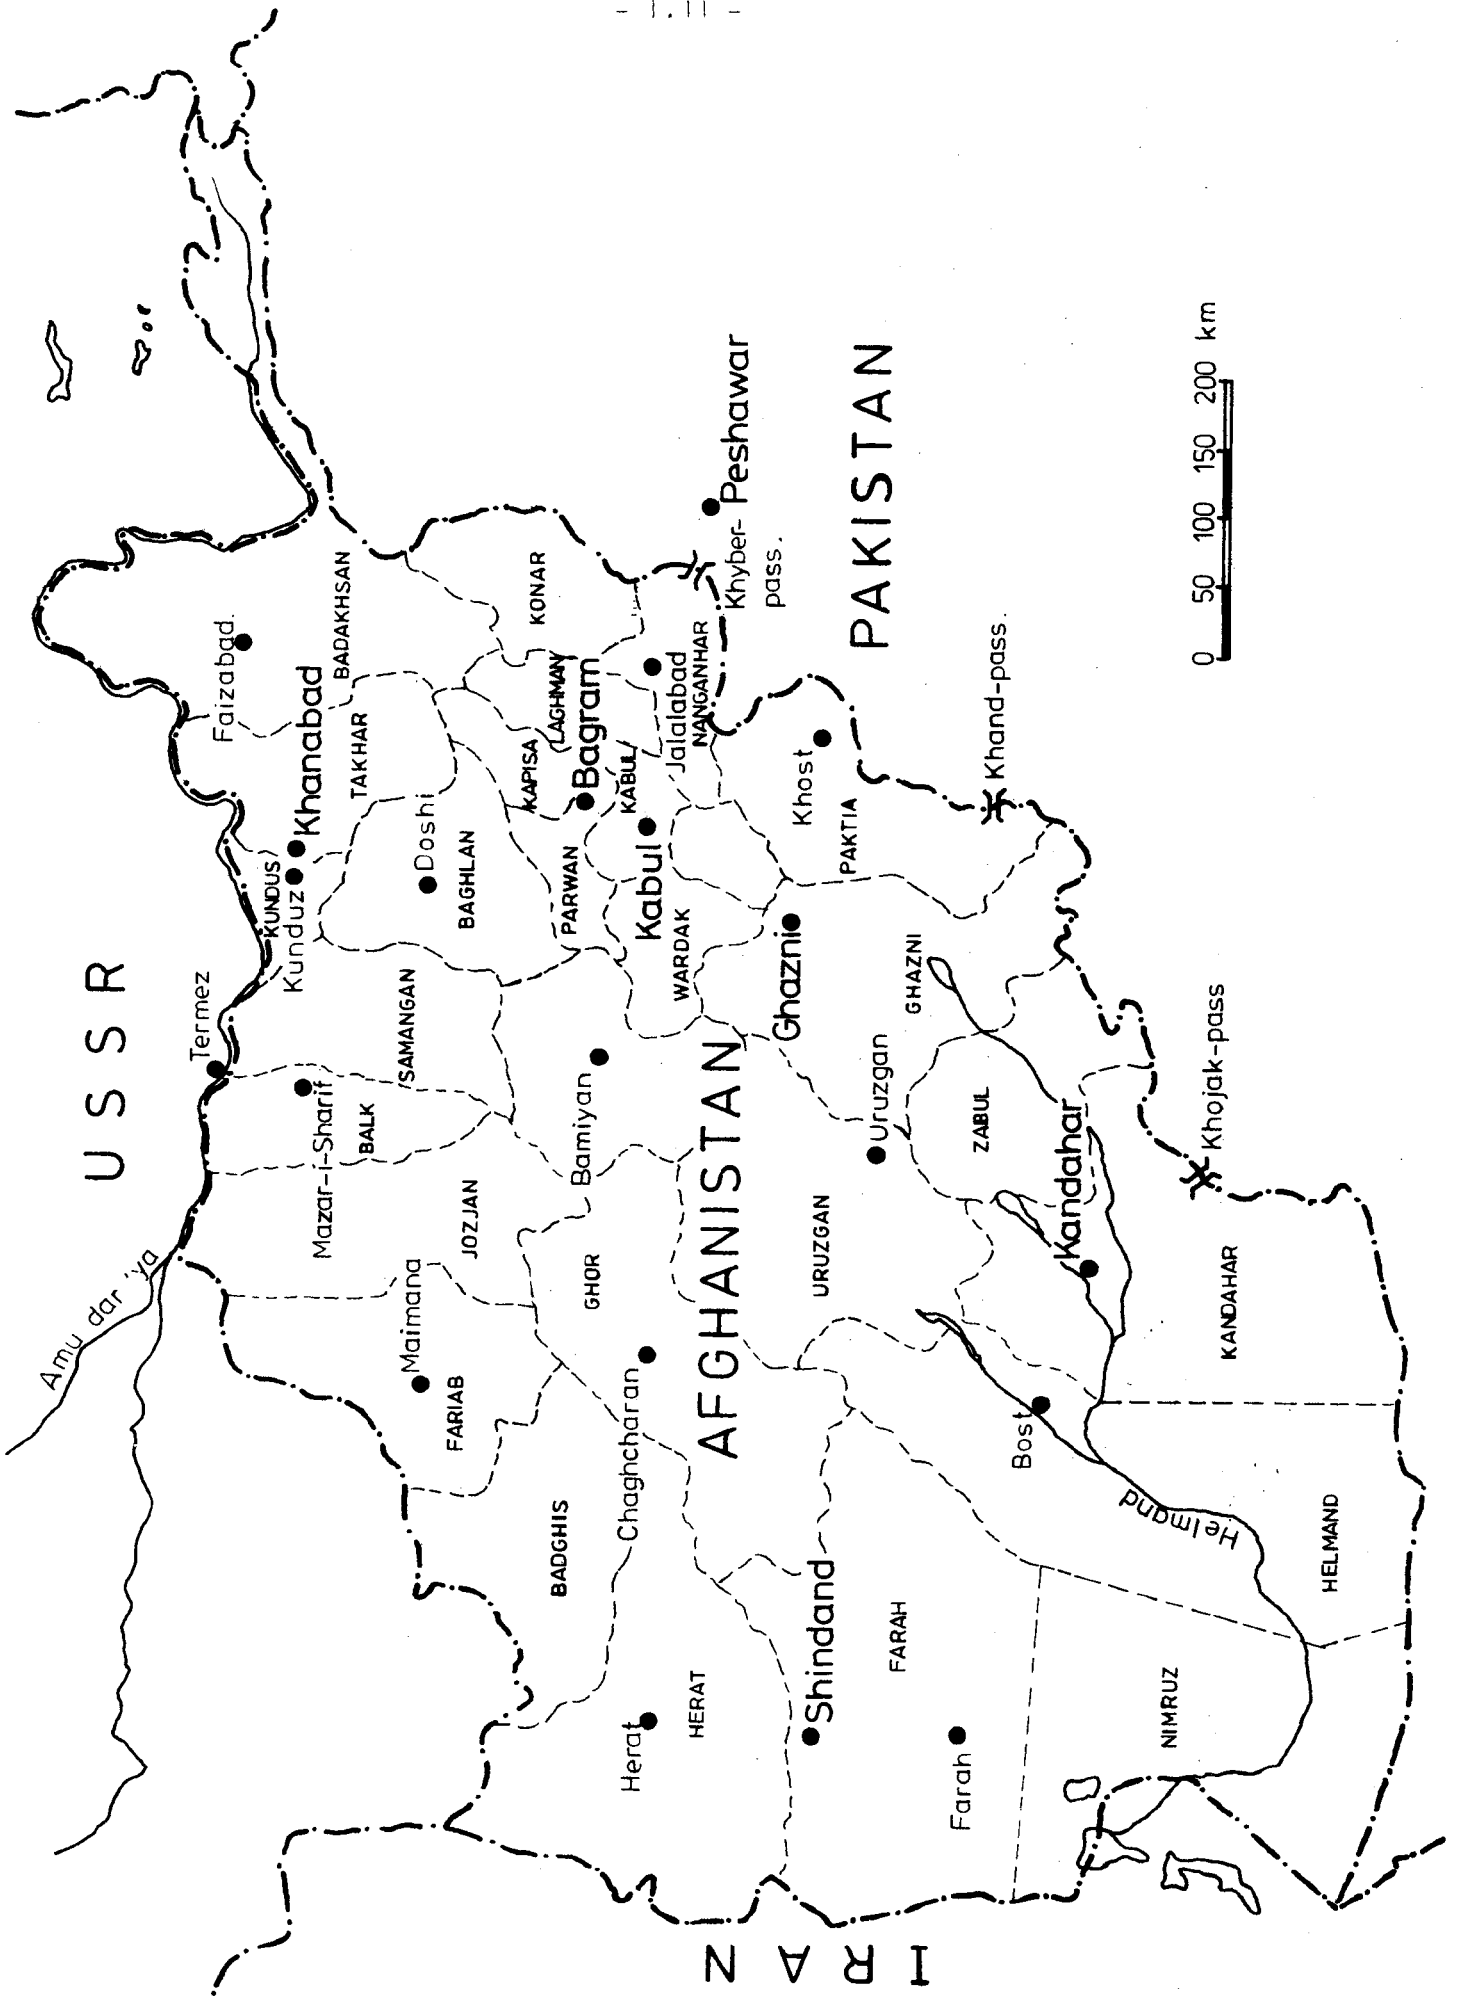 - 1.11 -
USSR
Amu dar'ya
Termez
Faizabad.
BADAKHSAN
Khanabad
TAKHAR
KUNDUS
Kunduz
Mazar-i-Sharif
BALK
SAMANGAN
Doshi
BAGHLAN
JOZJAN
Maimana
FARIAB
KONAR
LAGHMAN
KAPISA
Bagram
PARWAN
KABUL
Kabul
Jalalabad
NANGANHAR
Khyber-
pass.
Peshawar
WARDAK
Bamiyan
GHOR
Chaghcharan
BADGHIS
Herat
HERAT
AFGHANISTAN
PAKISTAN
Khost
PAKTIA
Ghazni
GHAZNI
Uruzgan
URUZGAN
Shindand
FARAH
Farah
ZABUL
Khand-pass.
Kandahar
KANDAHAR
Khojak-pass
Bost
Helmand
HELMAND
NIMRUZ
IRAN
0 50 100 150 200 km